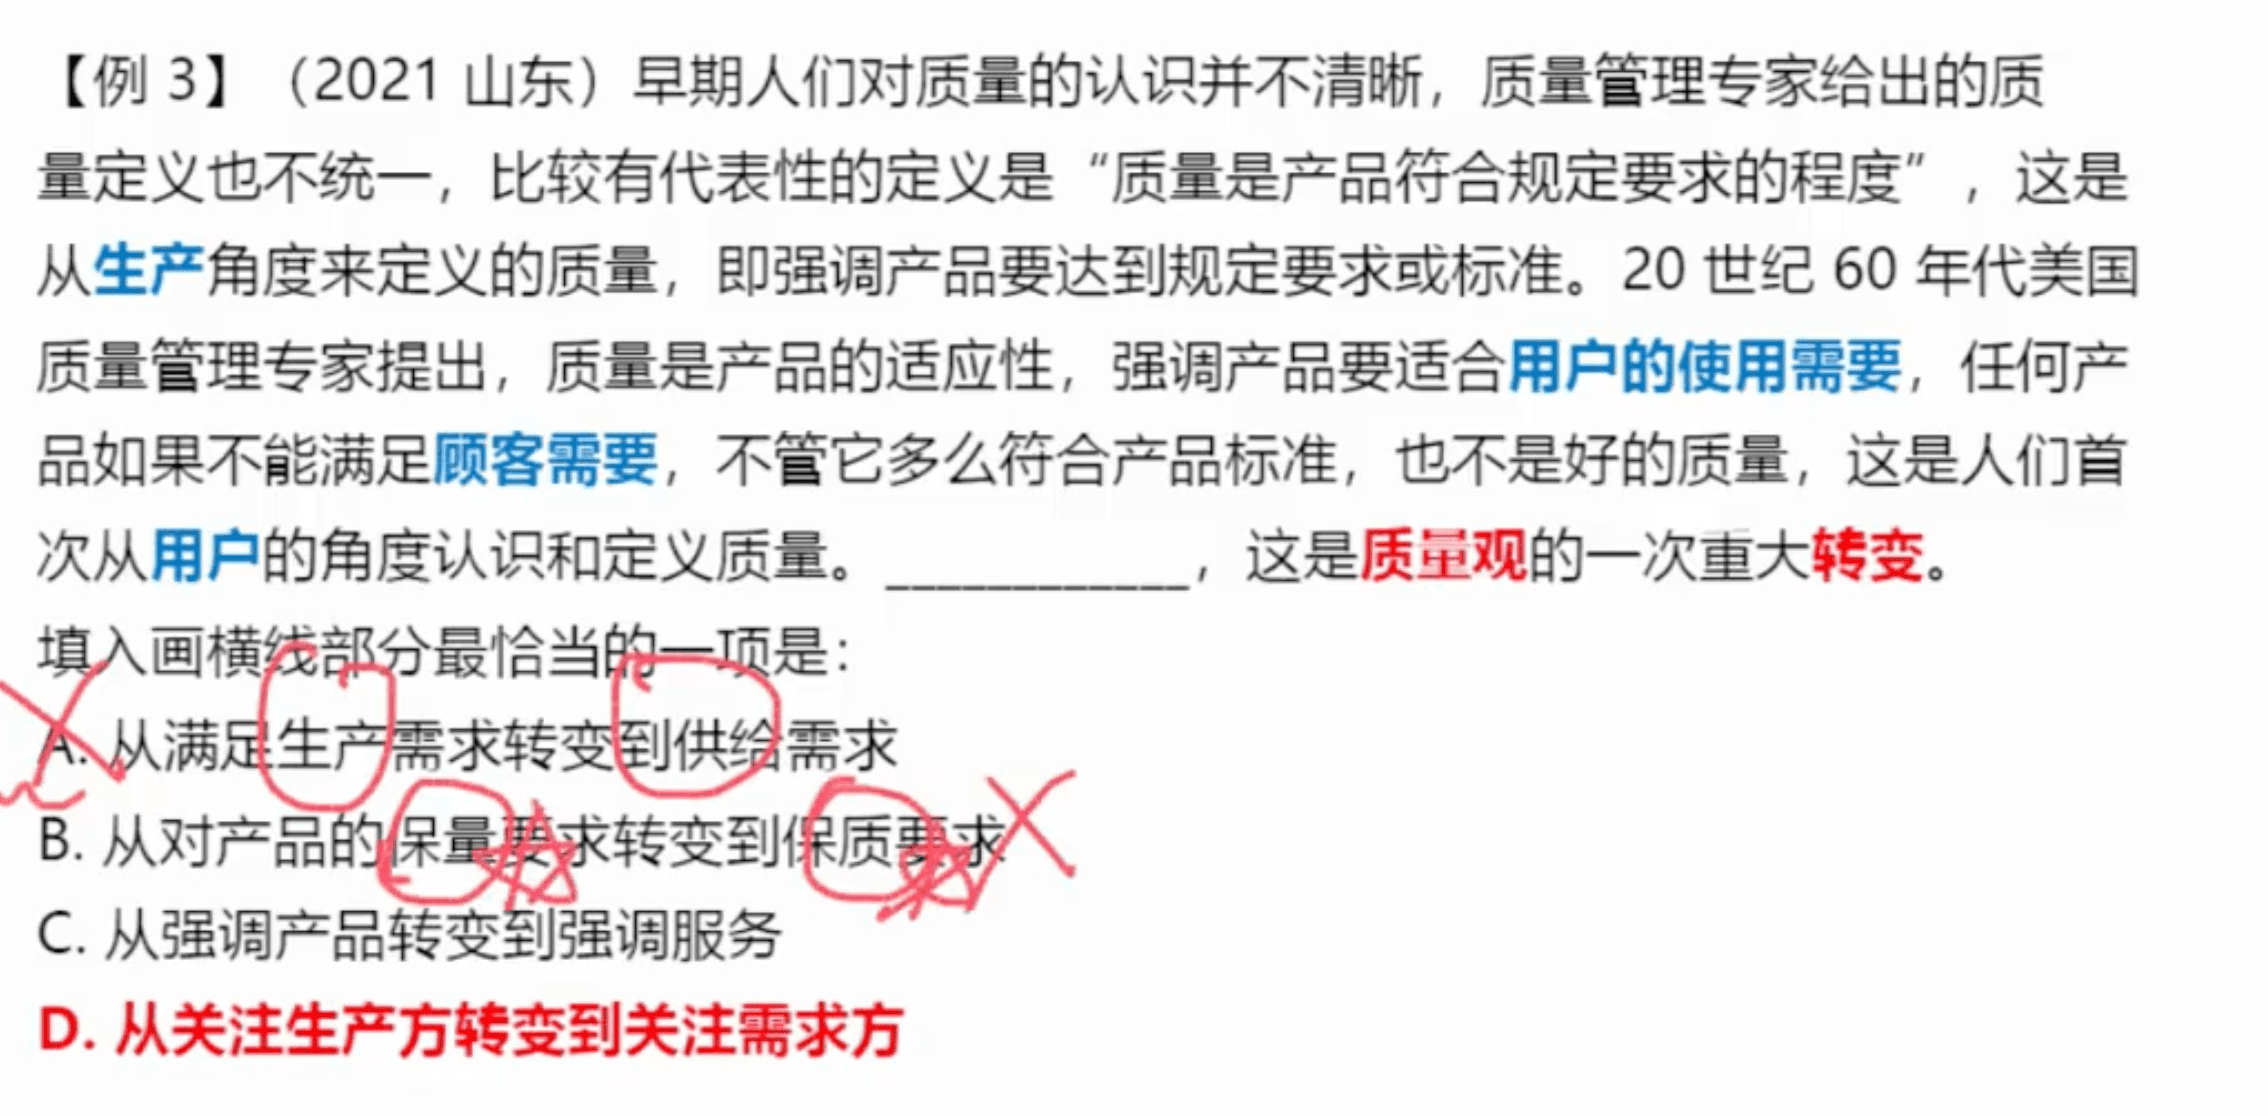 【例 3】（2021 山东）早期人们对质量的认识并不清晰，质量管理专家给出的质
量定义也不统一，比较有代表性的定义是“质量是产品符合规定要求的程度”，这是
从生产角度来定义的质量，即强调产品要达到规定要求或标准。20 世纪 60 年代美国
质量管理专家提出，质量是产品的适应性，强调产品要适合用户的使用需要，任何产
品如果不能满足顾客需要，不管它多么符合产品标准，也不是好的质量，这是人们首
次从用户的角度认识和定义质量。____________，这是质量观的一次重大转变。
填入画横线部分最恰当的一项是：
A. 从满足生产需求转变到供给需求
B. 从对产品的保量要求转变到保质要求
C. 从强调产品转变到强调服务
D. 从关注生产方转变到关注需求方